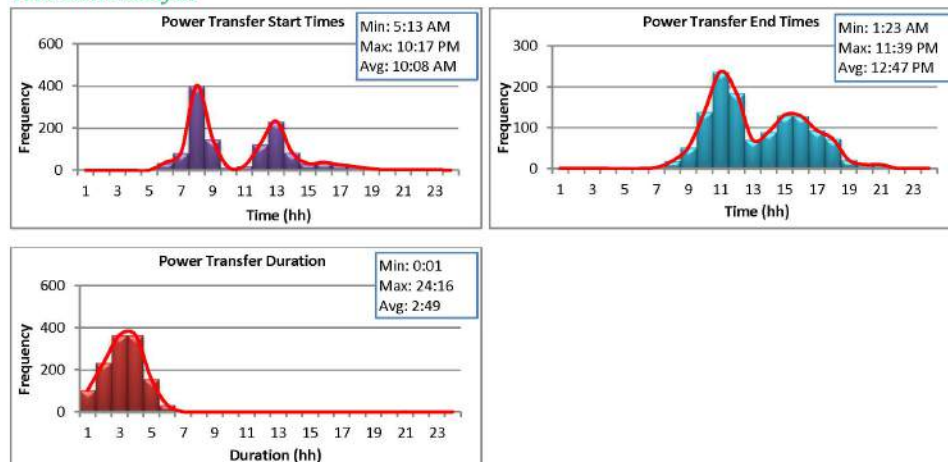 Power Transfer Start Times
Min: 5:13 AM
Max: 10:17 PM
Avg: 10:08 AM
Frequency
600
400
200
0
1 3 5 7 9 11 13 15 17 19 21 23
Time (hh)
Power Transfer End Times
Min: 1:23 AM
Max: 11:39 PM
Avg: 12:47 PM
Frequency
300
200
100
0
1 3 5 7 9 11 13 15 17 19 21 23
Time (hh)
Power Transfer Duration
Min: 0:01
Max: 24:16
Avg: 2:49
Frequency
600
400
200
0
1 3 5 7 9 11 13 15 17 19 21 23
Duration (hh)